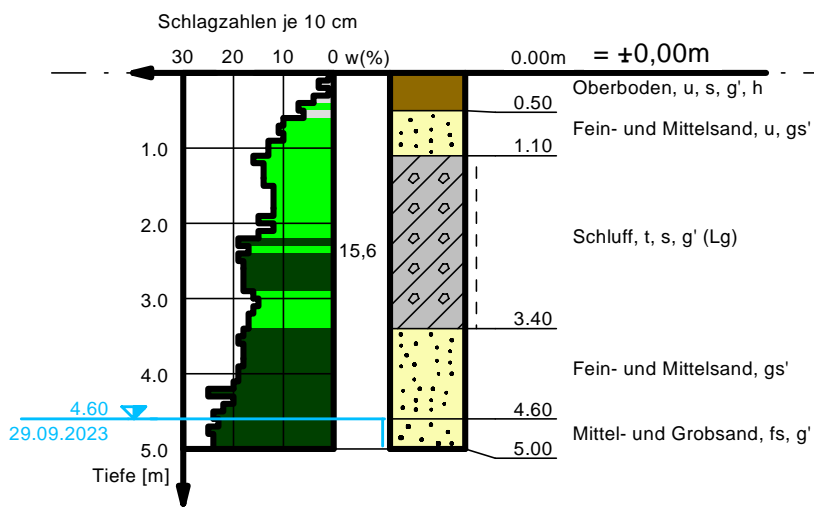 Schlagzahlen je 10 cm
30 20 10 0 w(%) 0.00m = ±0,00m
Oberboden, u, s, g', h
0.50
Fein- und Mittelsand, u, gs'
1.0 1.10
2.0
15,6 Schluff, t, s, g' (Lg)
3.0
3.40
4.0 Fein- und Mittelsand, gs'
4.60 4.60
29.09.2023 Mittel- und Grobsand, fs, g'
5.0 5.00
Tiefe [m]